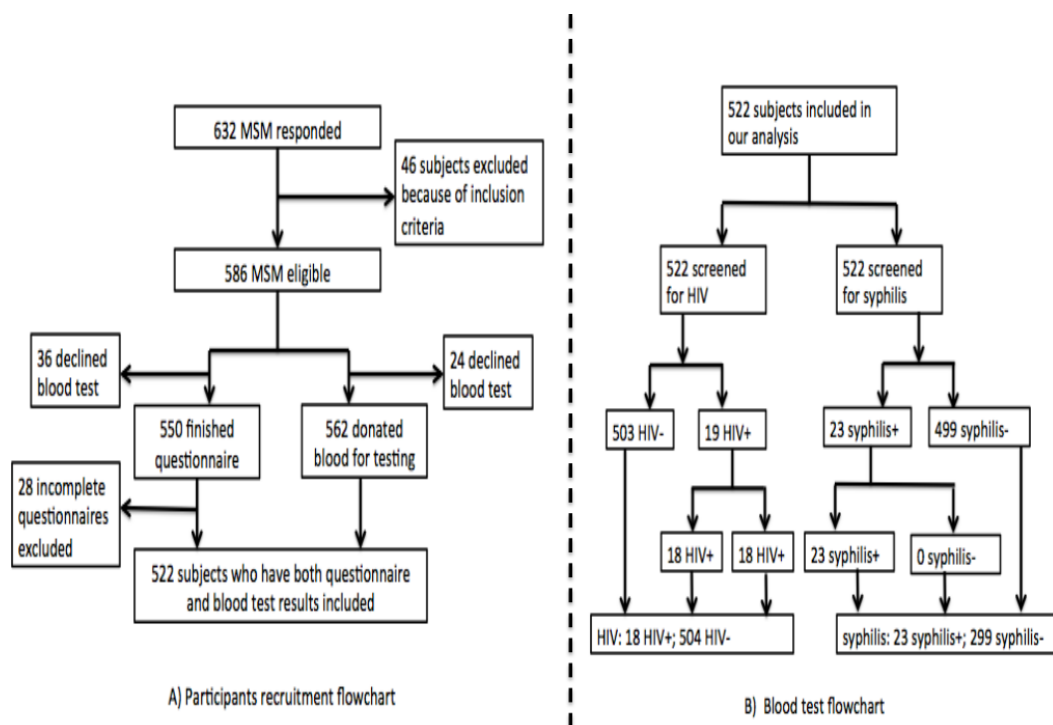 632 MSM responded
46 subjects excluded
because of inclusion
criteria
586 MSM eligible
36 declined
blood test
24 declined
blood test
550 finished
questionnaire
562 donated
blood for testing
28 incomplete
questionnaires
excluded
522 subjects who have both questionnaire
and blood test results included
A) Participants recruitment flowchart
522 subjects included in
our analysis
522 screened
for HIV
522 screened
for syphilis
503 HIV-
19 HIV+
23 syphilis+
499 syphilis-
18 HIV+
18 HIV+
23 syphilis+
0 syphilis-
HIV: 18 HIV+; 504 HIV-
syphilis: 23 syphilis+; 299 syphilis-
B) Blood test flowchart